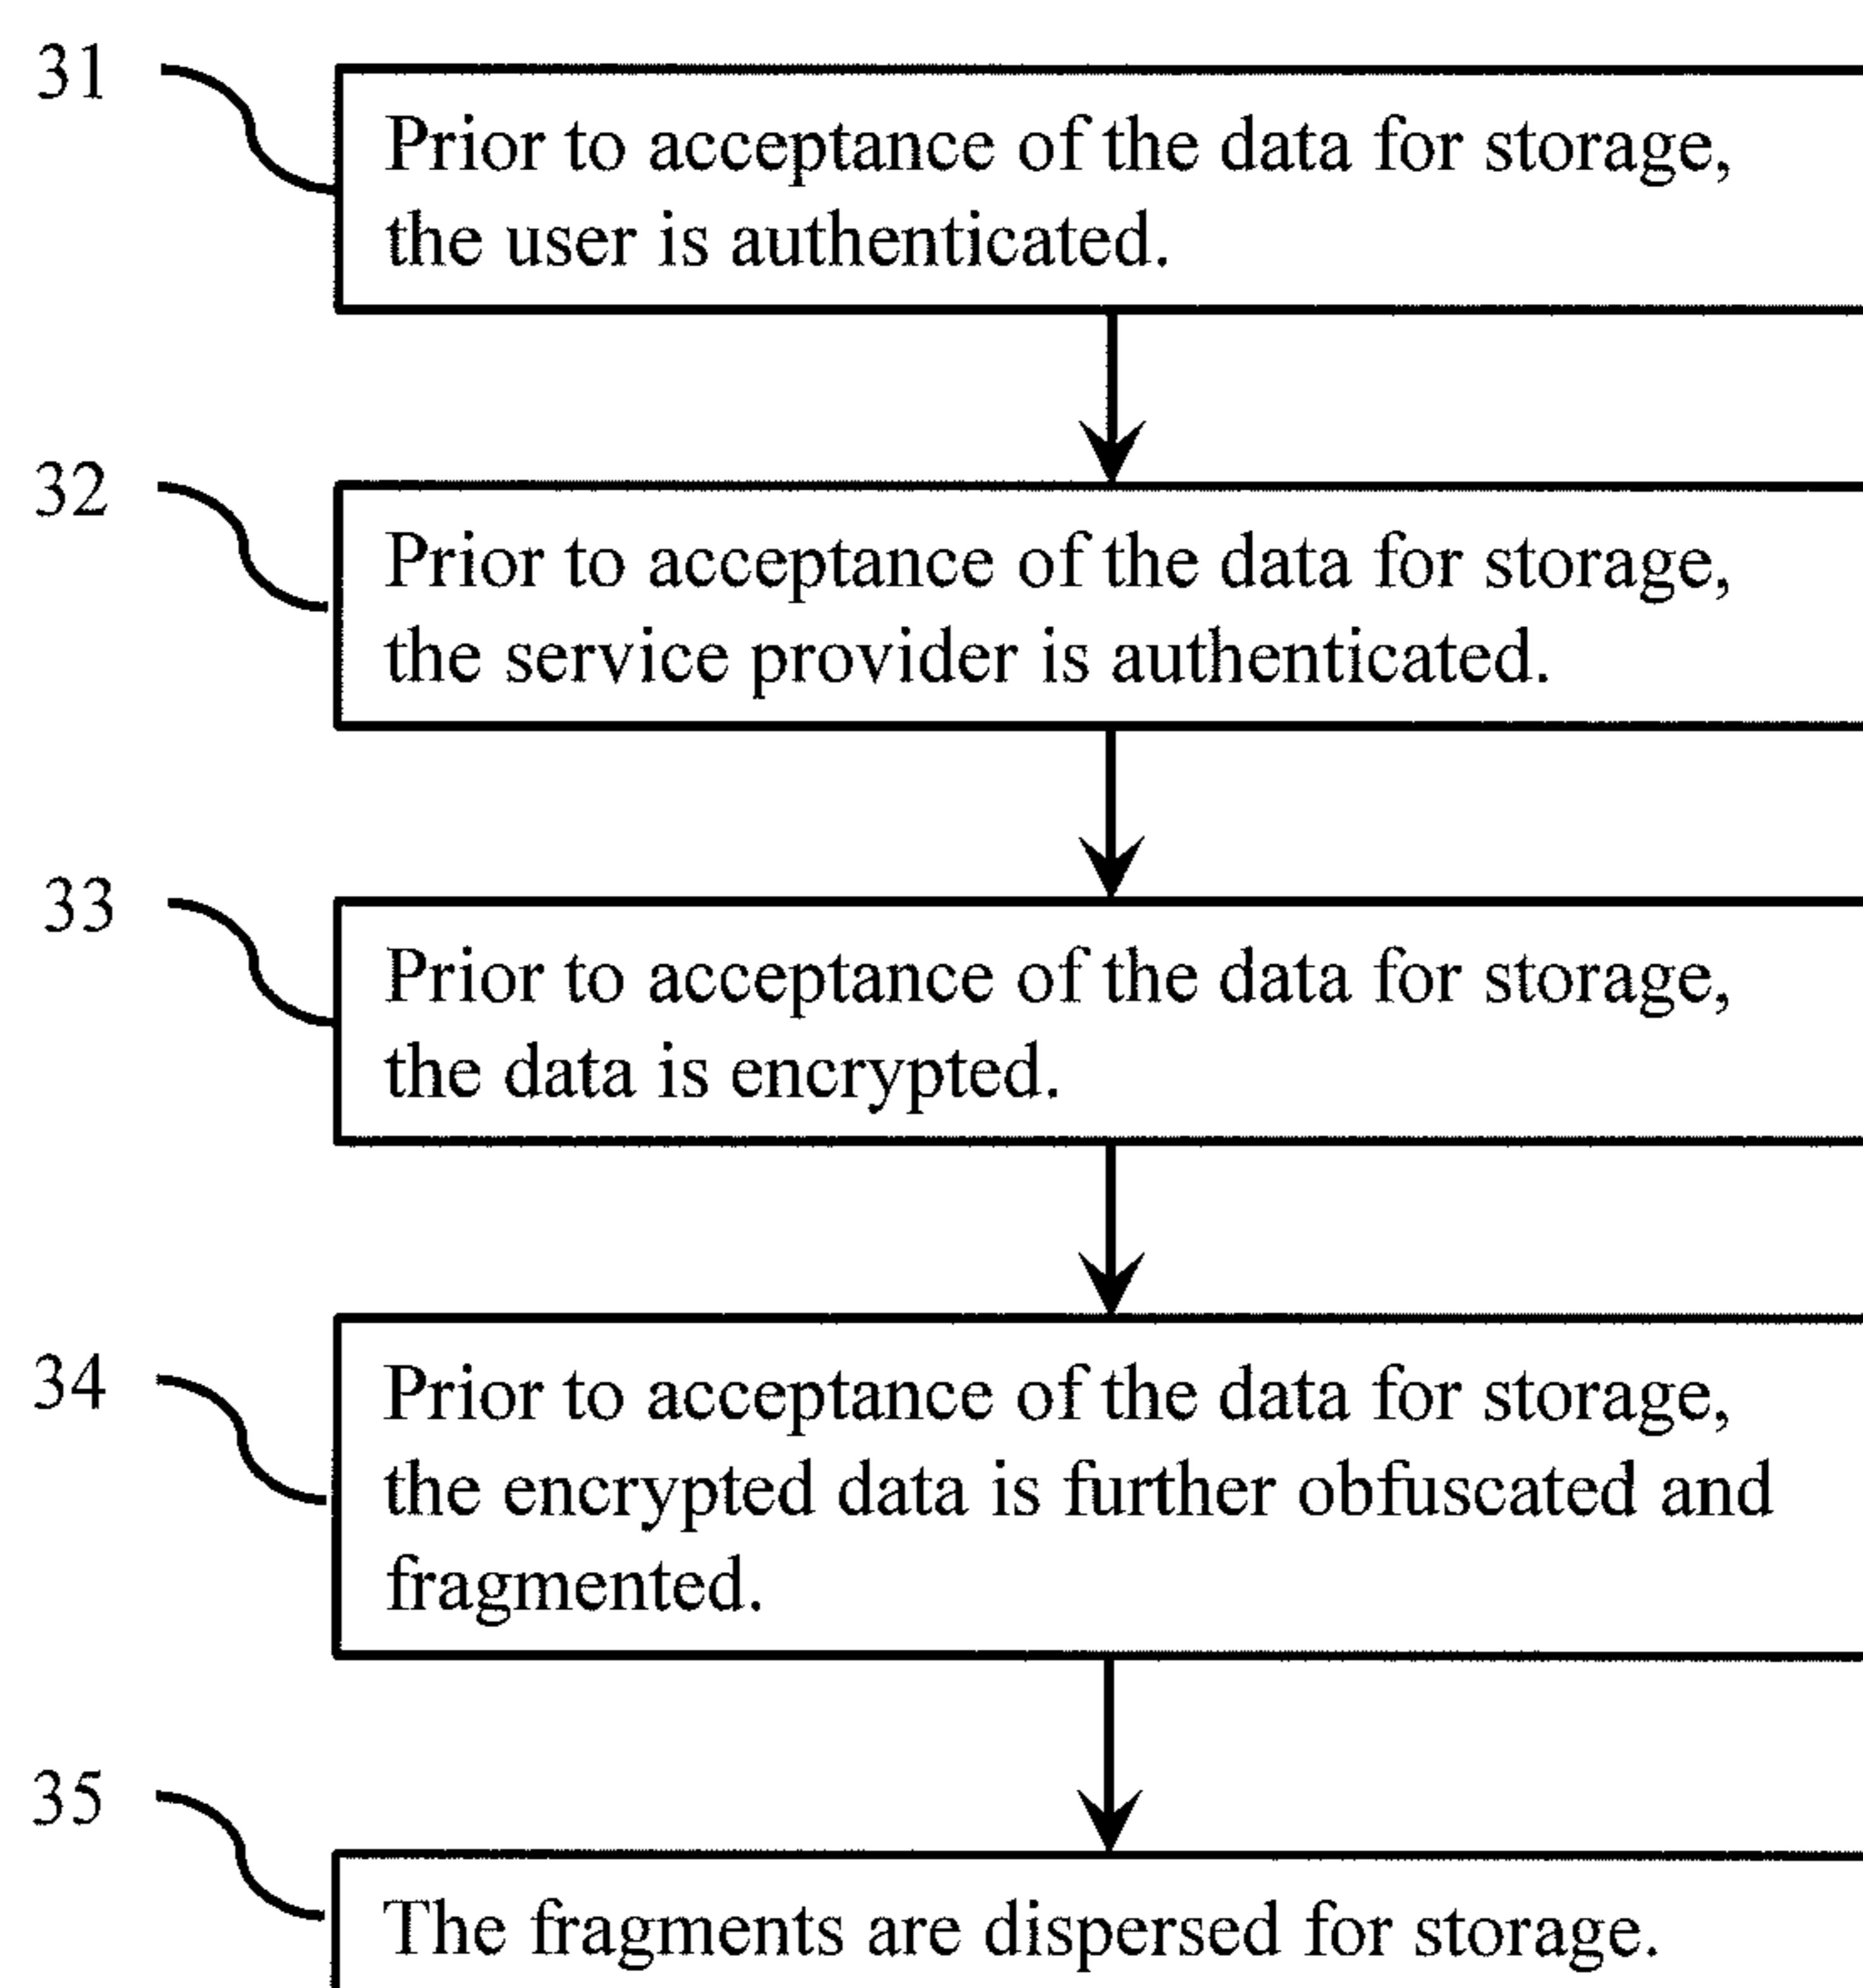 31
Prior to acceptance of the data for storage,
the user is authenticated.
32
Prior to acceptance of the data for storage,
the service provider is authenticated.
33
Prior to acceptance of the data for storage,
the data is encrypted.
34
Prior to acceptance of the data for storage,
the encrypted data is further obfuscated and
fragmented.
35
The fragments are dispersed for storage.